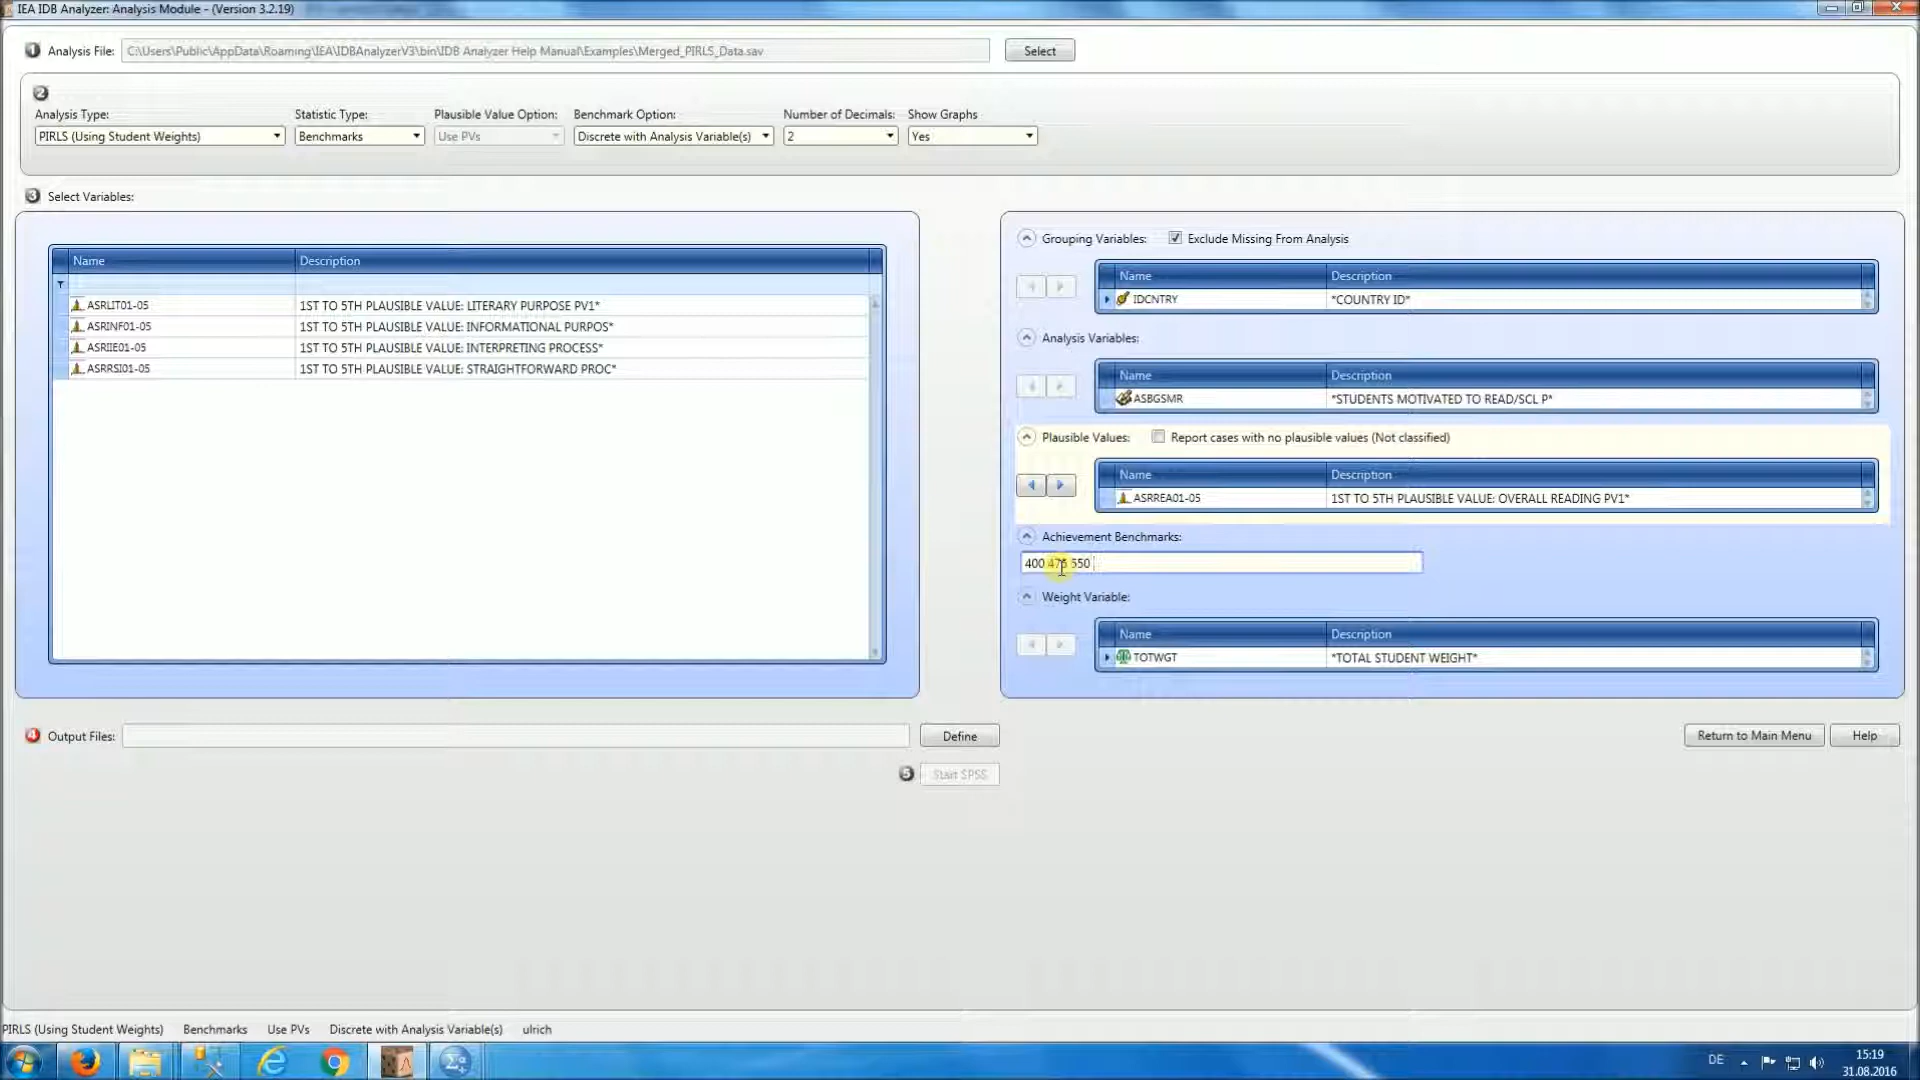 IEA IDB Analyzer: Analysis Module - (Version 3.2.19)
1 Analysis File: C:\Users\Public\AppData\Roaming\IEA\IDBAnalyzerV3\bin\IDB Analyzer Help Manual\Examples\Merged_PIRLS_Data.sav Select
2
Analysis Type: Statistic Type: Plausible Value Option: Benchmark Option: Number of Decimals: Show Graphs
PIRLS (Using Student Weights) Benchmarks Use PVs Discrete with Analysis Variable(s) 2 Yes
3 Select Variables:
Name Description
ASRLIT01-05 1ST TO 5TH PLAUSIBLE VALUE: LITERARY PURPOSE PV1*
ASRINF01-05 1ST TO 5TH PLAUSIBLE VALUE: INFORMATIONAL PURPOS*
ASRIIE01-05 1ST TO 5TH PLAUSIBLE VALUE: INTERPRETING PROCESS*
ASRRSI01-05 1ST TO 5TH PLAUSIBLE VALUE: STRAIGHTFORWARD PROC*
Grouping Variables: Exclude Missing From Analysis
Name Description
IDCNTRY *COUNTRY ID*
Analysis Variables:
Name Description
ASBGSMR *STUDENTS MOTIVATED TO READ/SCL P*
Plausible Values: Report cases with no plausible values (Not classified)
Name Description
ASRREA01-05 1ST TO 5TH PLAUSIBLE VALUE: OVERALL READING PV1*
Achievement Benchmarks:
400 475 550
Weight Variable:
Name Description
TOTWGT *TOTAL STUDENT WEIGHT*
4 Output Files: Define Return to Main Menu Help
5 Start SPSS
PIRLS (Using Student Weights) Benchmarks Use PVs Discrete with Analysis Variable(s) ulrich
DE 15:19
31.08.2016